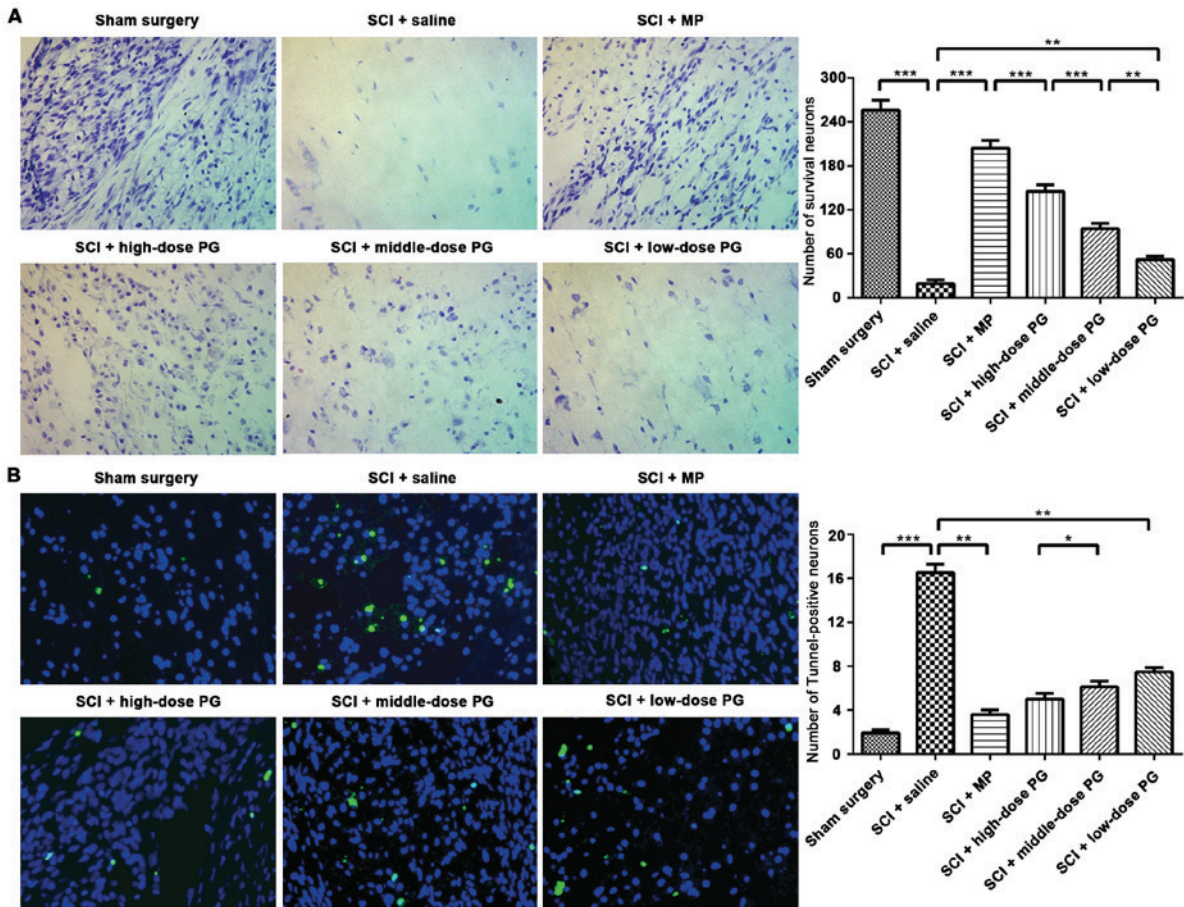 A
Sham surgery
SCI + saline
SCI + MP
SCI + high-dose PG
SCI + middle-dose PG
SCI + low-dose PG
Number of survival neurons
300
240
180
120
60
0
**
*** *** *** *** **
Sham surgery
SCI + saline
SCI + MP
SCI + high-dose PG
SCI + middle-dose PG
SCI + low-dose PG
B
Sham surgery
SCI + saline
SCI + MP
SCI + high-dose PG
SCI + middle-dose PG
SCI + low-dose PG
Number of Tunnel-positive neurons
20
16
12
8
4
0
**
*** ** *
Sham surgery
SCI + saline
SCI + MP
SCI + high-dose PG
SCI + middle-dose PG
SCI + low-dose PG